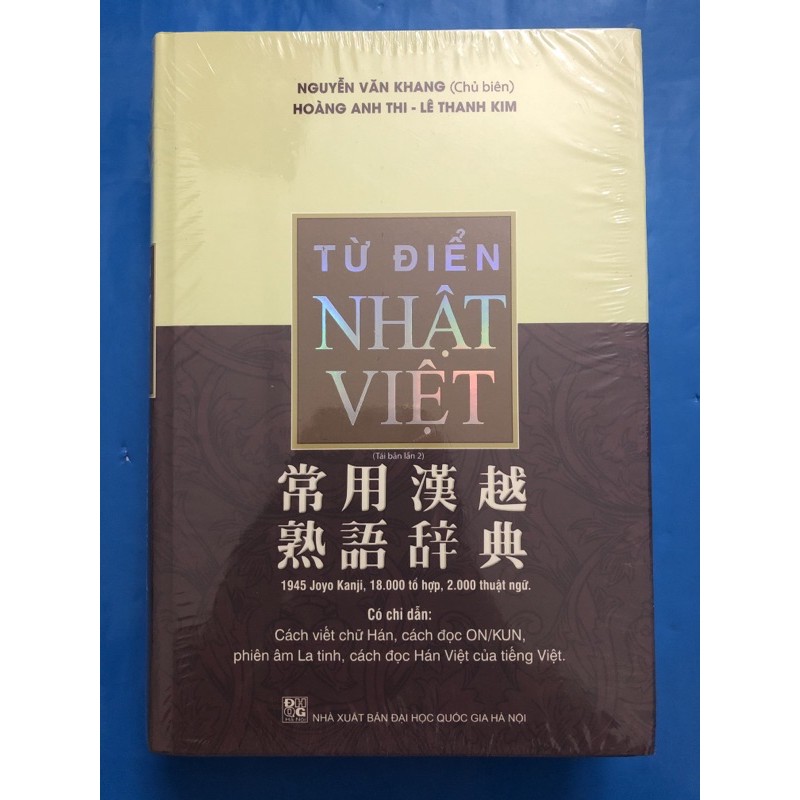 NGUYỄN VĂN KHANG (Chủ biên)
HOÀNG ANH THI - LÊ THANH KIM
TỪ ĐIỂN
NHẬT
VIỆT
(Tái bản lần 2)
常用漢越
熟語辞典
1945 Joyo Kanji, 18.000 tổ hợp, 2.000 thuật ngữ.
Có chỉ dẫn:
Cách viết chữ Hán, cách đọc ON/KUN,
phiên âm La tinh, cách đọc Hán Việt của tiếng Việt.
NHÀ XUẤT BẢN ĐẠI HỌC QUỐC GIA HÀ NỘI